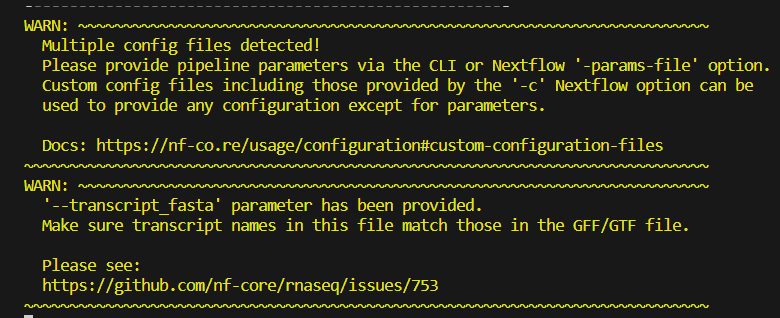 -----------------------------------------------------
WARN: ~~~~~~~~~~~~~~~~~~~~~~~~~~~~~~~~~~~~~~~~~~~~~~~~~~~~~~~~~~~~~~~~~~~~~~
Multiple config files detected!
Please provide pipeline parameters via the CLI or Nextflow '-params-file' option.
Custom config files including those provided by the '-c' Nextflow option can be
used to provide any configuration except for parameters.
Docs: https://nf-co.re/usage/configuration#custom-configuration-files
~~~~~~~~~~~~~~~~~~~~~~~~~~~~~~~~~~~~~~~~~~~~~~~~~~~~~~~~~~~~~~~~~~~~~~~~~~~~
WARN: ~~~~~~~~~~~~~~~~~~~~~~~~~~~~~~~~~~~~~~~~~~~~~~~~~~~~~~~~~~~~~~~~~~~~~~
'--transcript_fasta' parameter has been provided.
Make sure transcript names in this file match those in the GFF/GTF file.
Please see:
https://github.com/nf-core/rnaseq/issues/753
~~~~~~~~~~~~~~~~~~~~~~~~~~~~~~~~~~~~~~~~~~~~~~~~~~~~~~~~~~~~~~~~~~~~~~~~~~~~